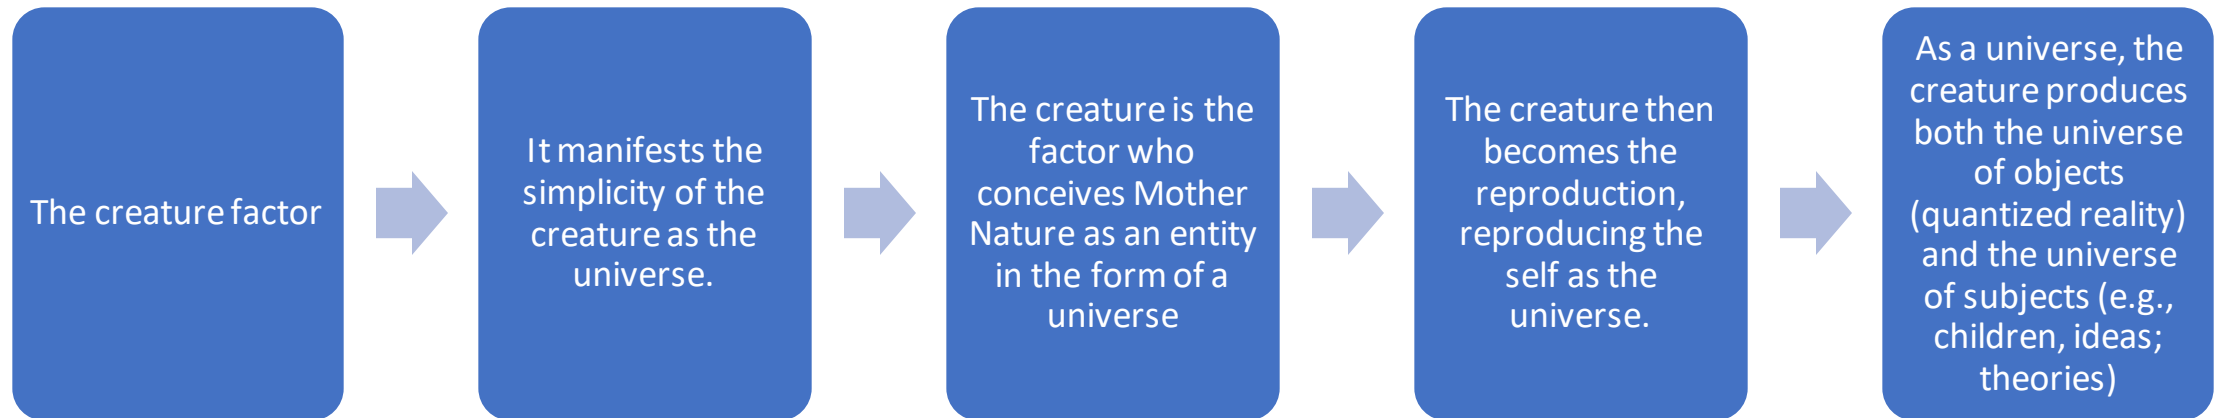 The creature factor
It manifests the
simplicity of the
creature as the
universe.
The creature is the
factor who
conceives Mother
Nature as an entity
in the form of a
universe
The creature then
becomes the
reproduction,
reproducing the
self as the
universe.
As a universe, the
creature produces
both the universe
of objects
(quantized reality)
and the universe
of subjects (e.g.,
children, ideas;
theories)